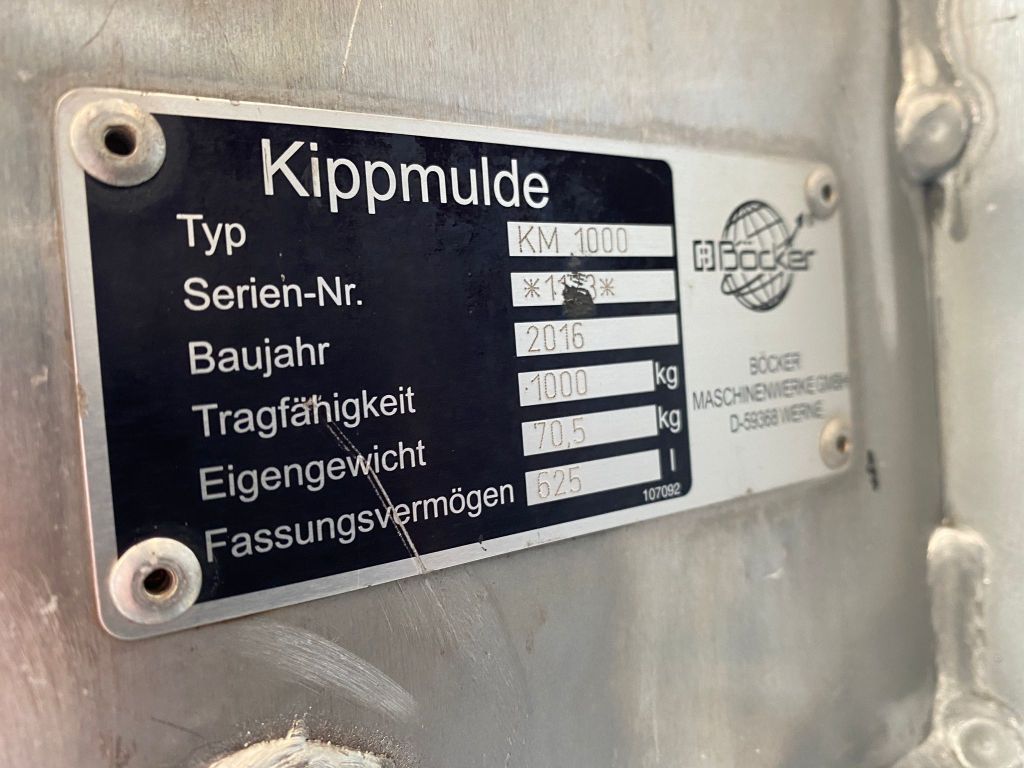 Kippmulde
Typ KM 1000
Serien-Nr.
Baujahr 2016
Tragfähigkeit 1000 kg
Eigengewicht 70,5 kg
Fassungsvermögen 625 l
107092
Böcker
BÖCKER
MASCHINENWERKE GMBH
D-59368 WERNE